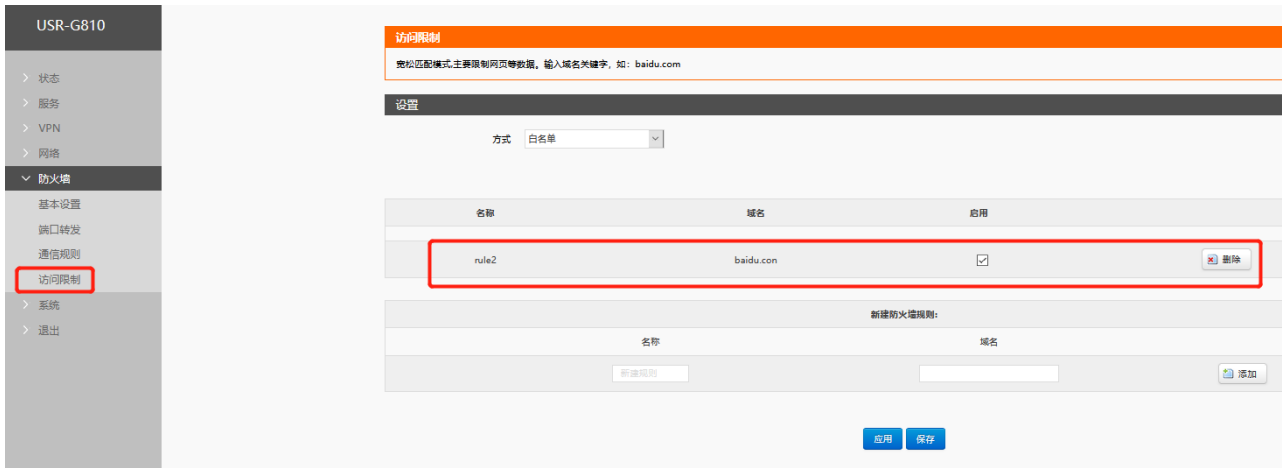 USR-G810
状态
服务
VPN
网络
防火墙
基本设置
端口转发
通信规则
访问限制
系统
退出
访问限制
宽松匹配模式,主要限制网页等数据。输入域名关键字，如：baidu.com
设置
方式 白名单
名称 域名 启用
rule2 baidu.con 删除
新建防火墙规则:
名称 域名
新建规则 添加
应用 保存